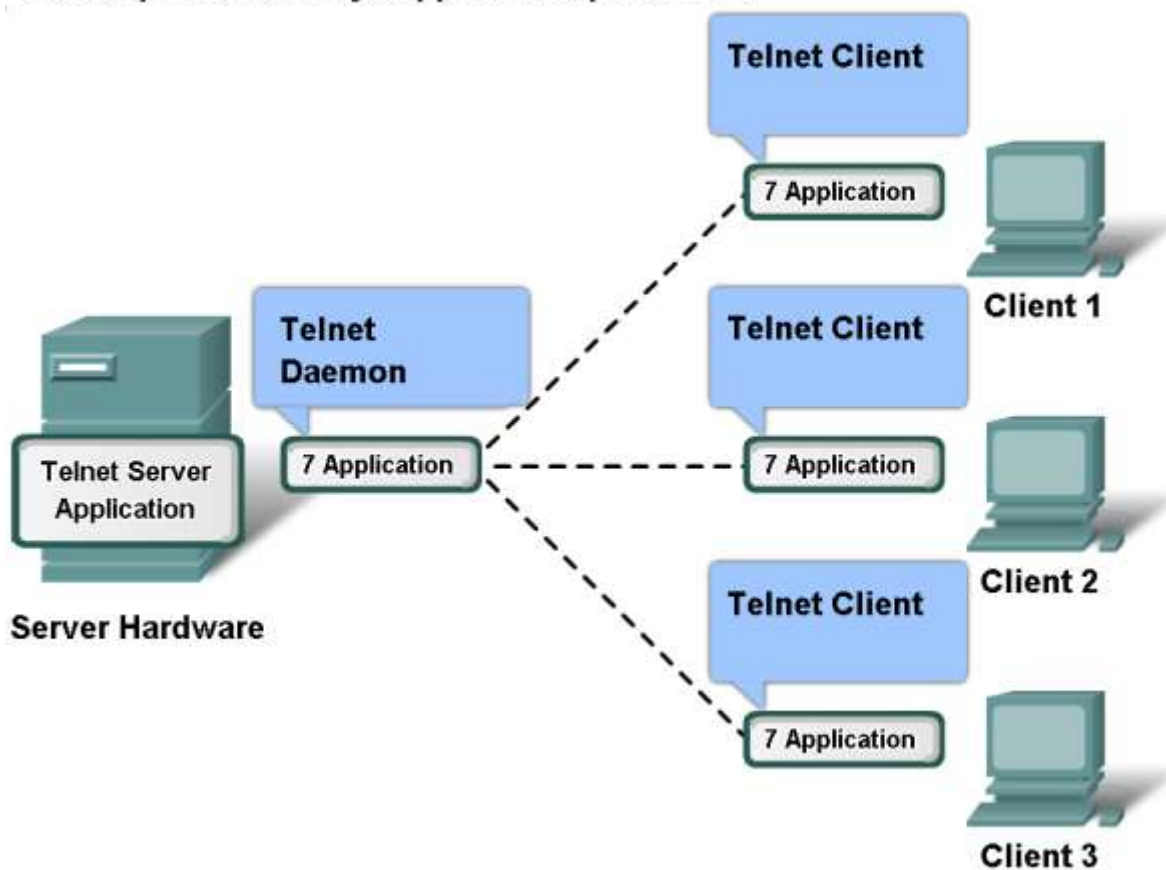 Telnet Client
7 Application
Client 1
Telnet
Daemon
7 Application
Telnet Server
Application
Server Hardware
Telnet Client
7 Application
Client 2
Telnet Client
7 Application
Client 3